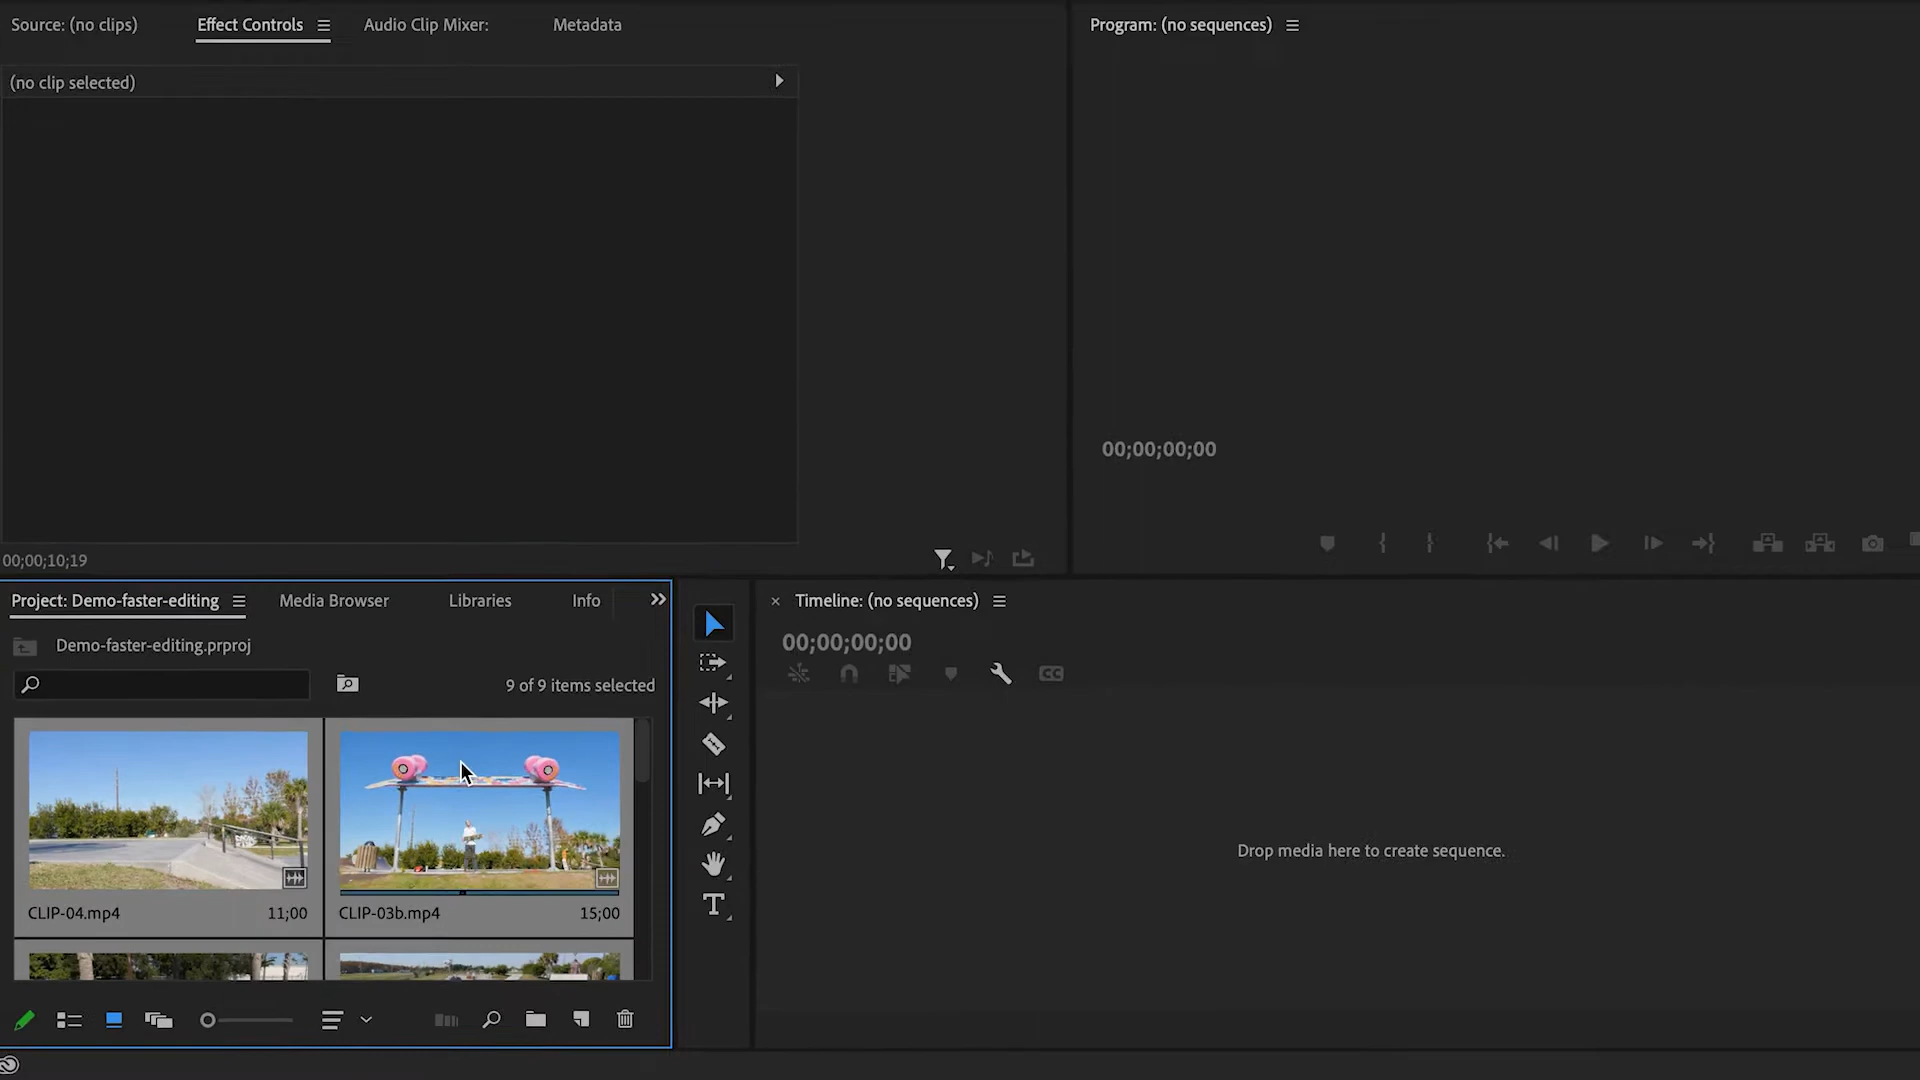 Source: (no clips)
Effect Controls
Audio Clip Mixer:
Metadata
Program: (no sequences)
(no clip selected)
00;00;00;00
00;00;10;19
Project: Demo-faster-editing
Media Browser
Libraries
Info
Timeline: (no sequences)
Demo-faster-editing.prproj
00;00;00;00
CC
9 of 9 items selected
Drop media here to create sequence.
CLIP-04.mp4
11;00
CLIP-03b.mp4
15;00